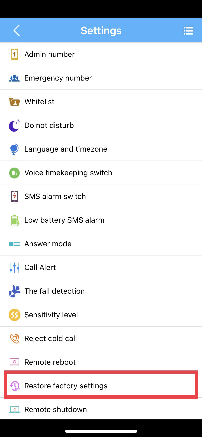 Settings
Admin number
Emergency number
Whitelist
Do not disturb
Language and timezone
Voice timekeeping switch
SMS alarm switch
Low battery SMS alarm
Answer mode
Call Alert
The fall detection
Sensitivity level
Reject cold call
Remote reboot
Restore factory settings
Remote shutdown